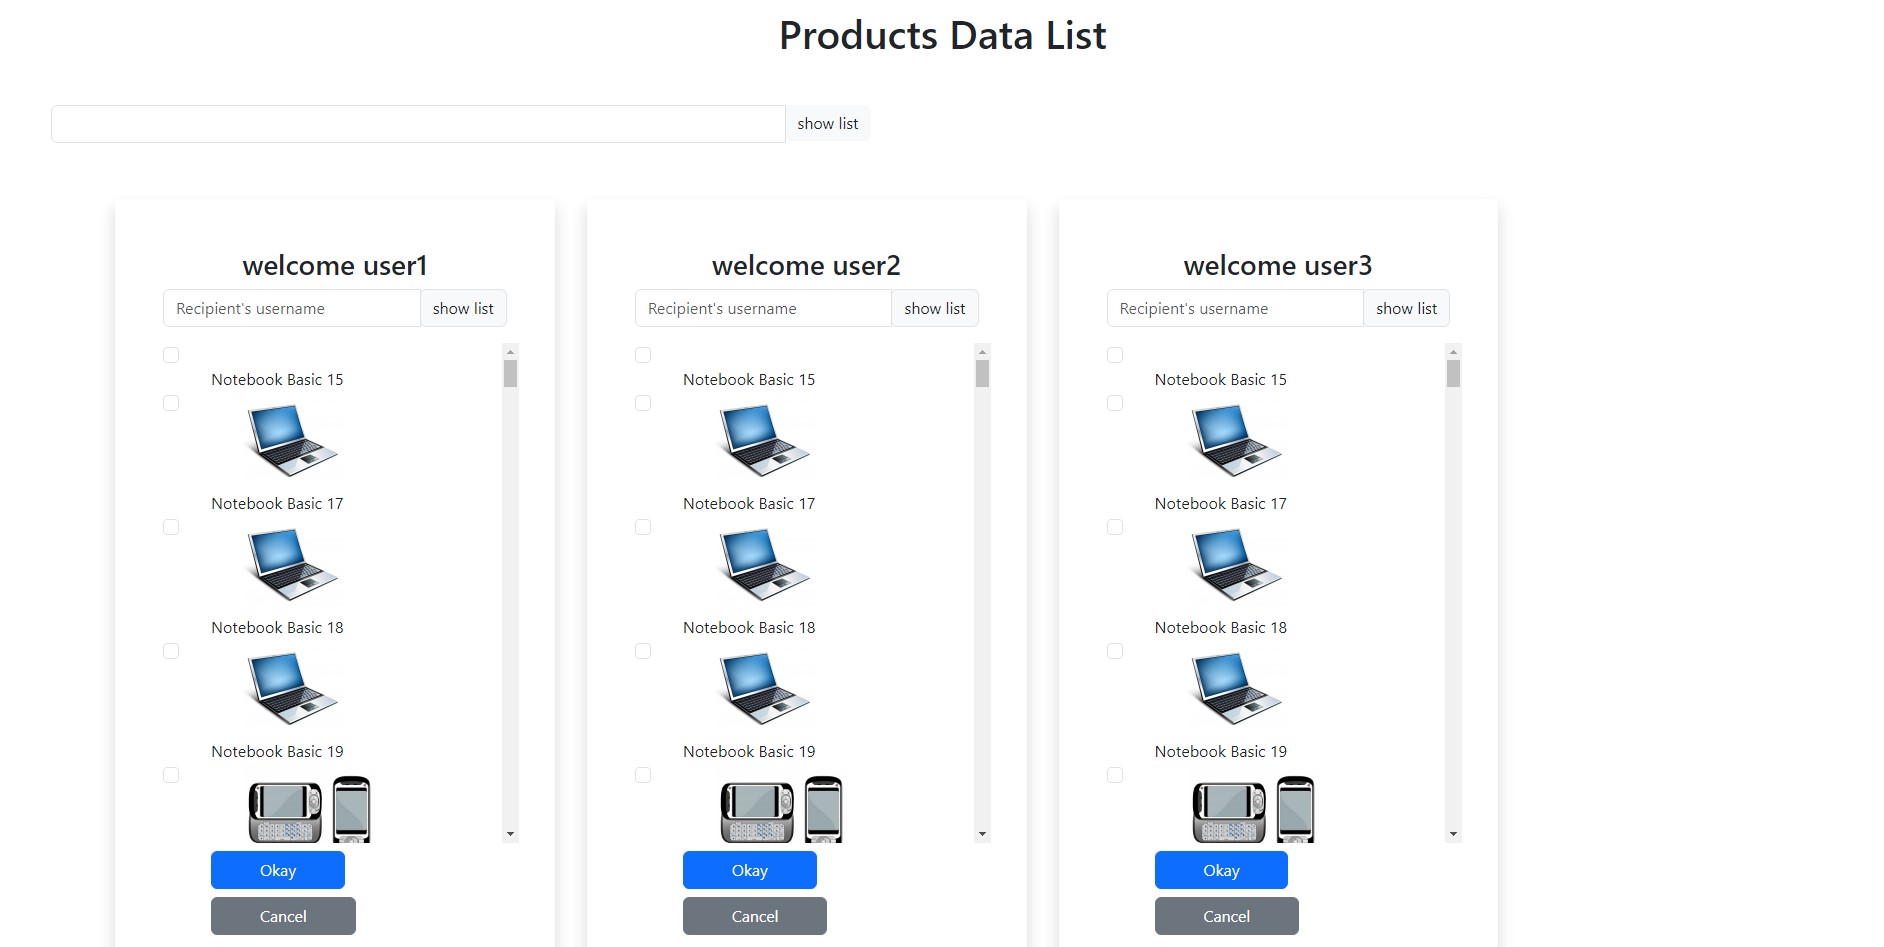 Products Data List
show list
welcome user1
Recipient's username
show list
Notebook Basic 15
Notebook Basic 17
Notebook Basic 18
Notebook Basic 19
Okay
Cancel
welcome user2
Recipient's username
show list
Notebook Basic 15
Notebook Basic 17
Notebook Basic 18
Notebook Basic 19
Okay
Cancel
welcome user3
Recipient's username
show list
Notebook Basic 15
Notebook Basic 17
Notebook Basic 18
Notebook Basic 19
Okay
Cancel